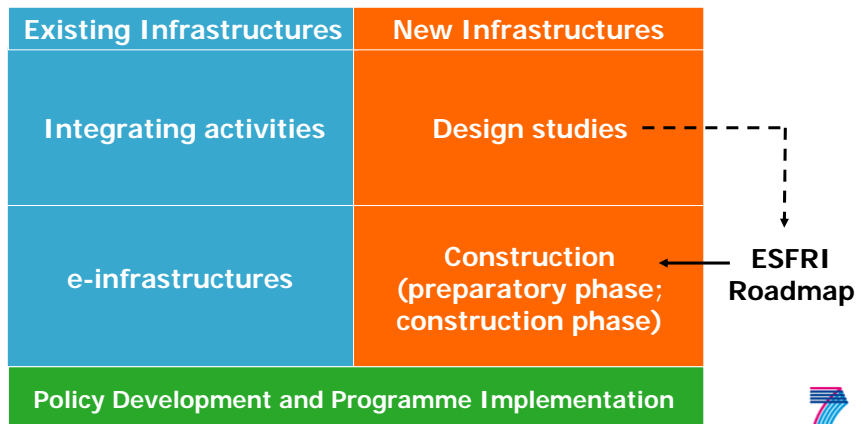 Existing Infrastructures
New Infrastructures
Integrating activities
Design studies
e-infrastructures
Construction
(preparatory phase;
construction phase)
ESFRI
Roadmap
Policy Development and Programme Implementation